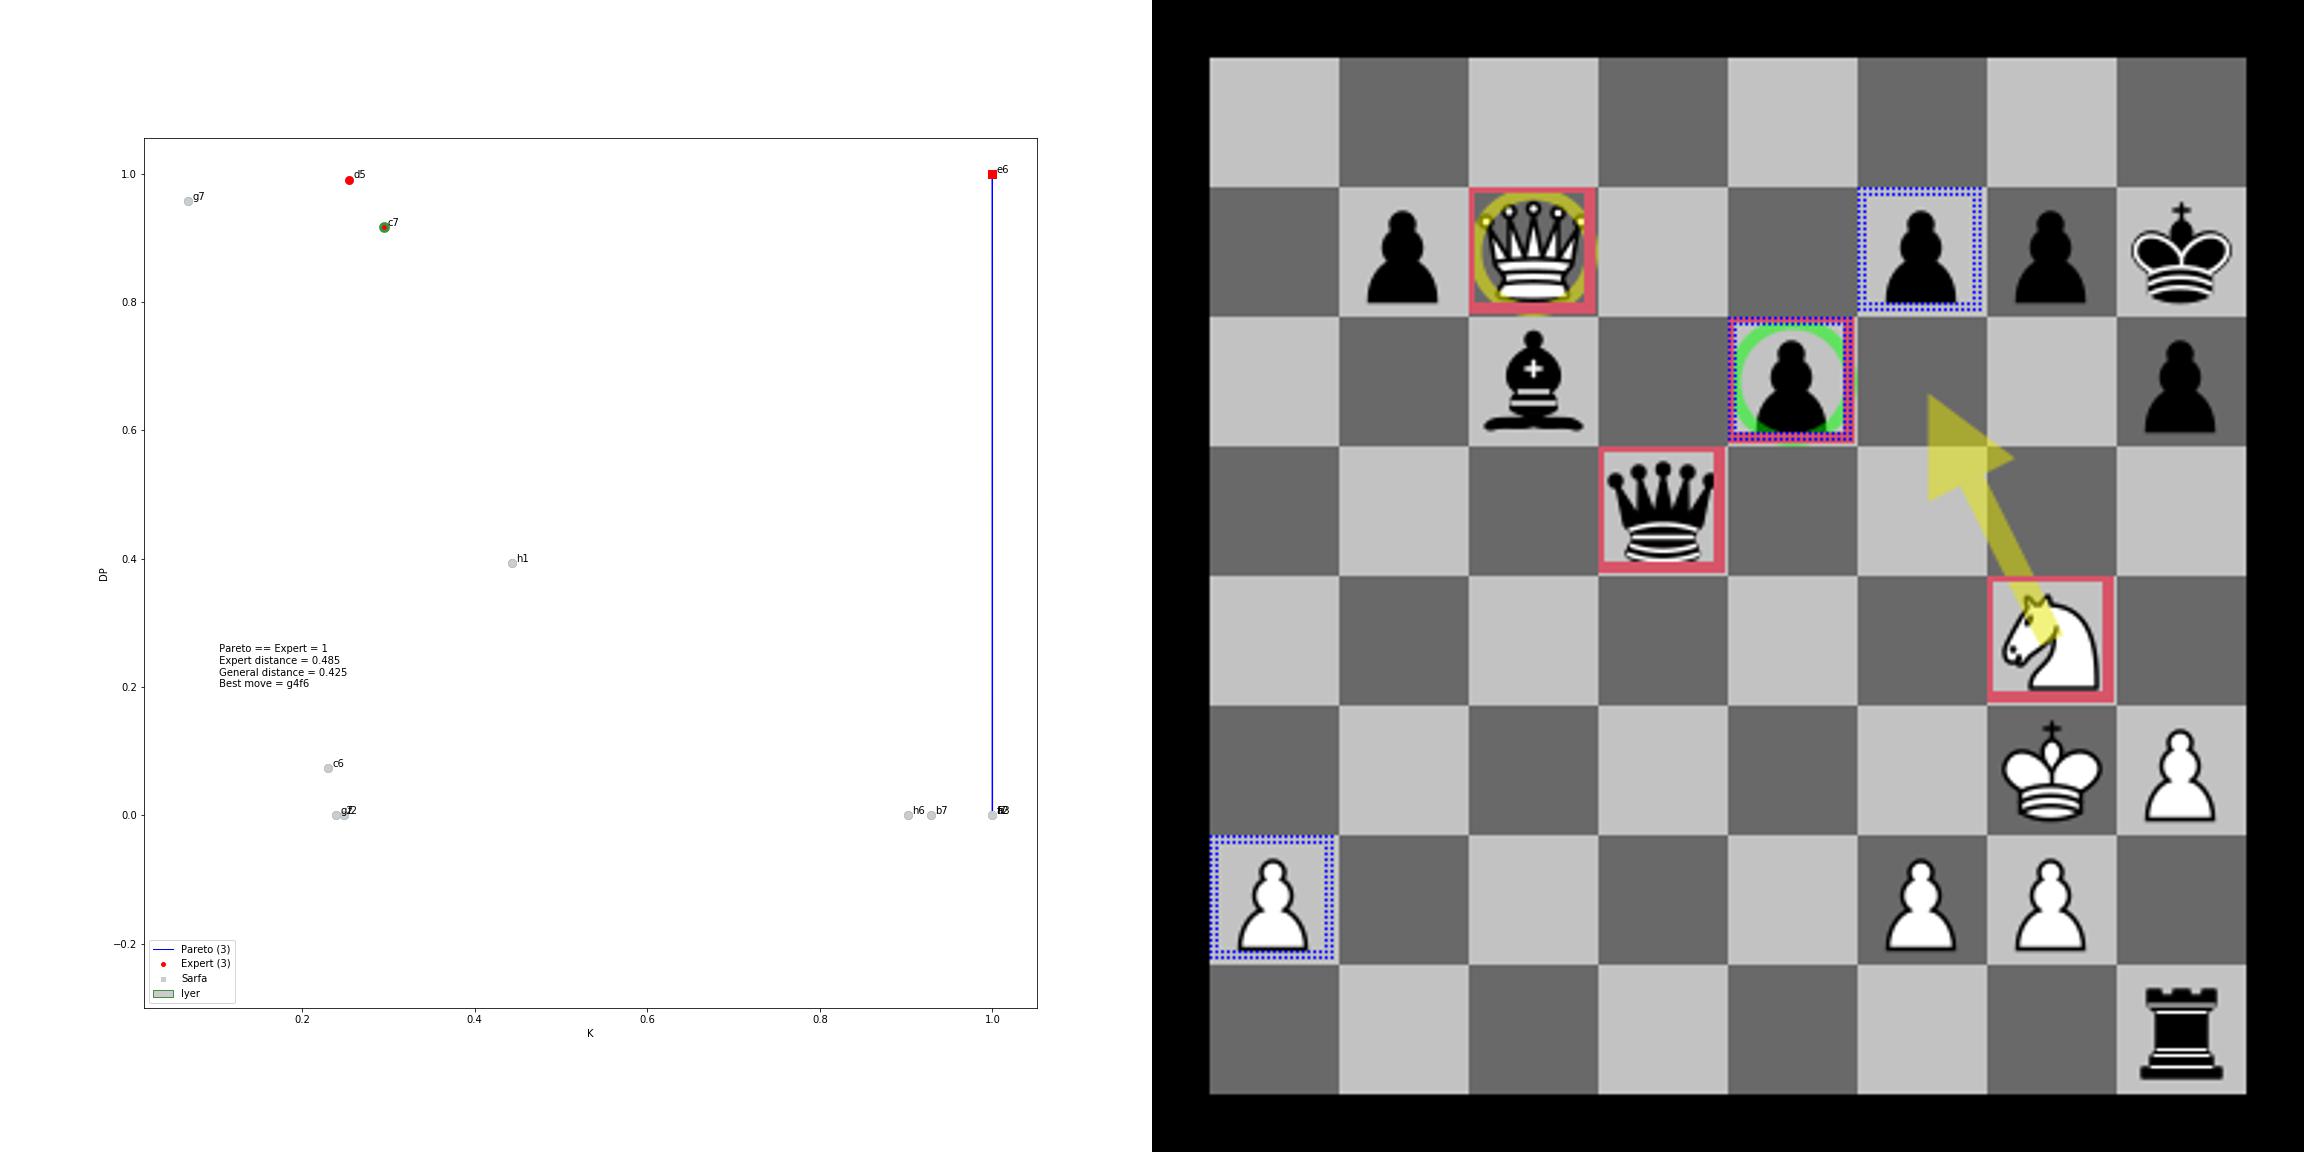 1.0
0.8
0.6
0.4
0.2
0.0
−0.2
DP
0.2
0.4
0.6
0.8
1.0
K
e6
d5
g7
c7
h1
Pareto == Expert = 1
Expert distance = 0.485
General distance = 0.425
Best move = g4f6
c6
h6
b7
Pareto (3)
Expert (3)
Sarfa
Iyer